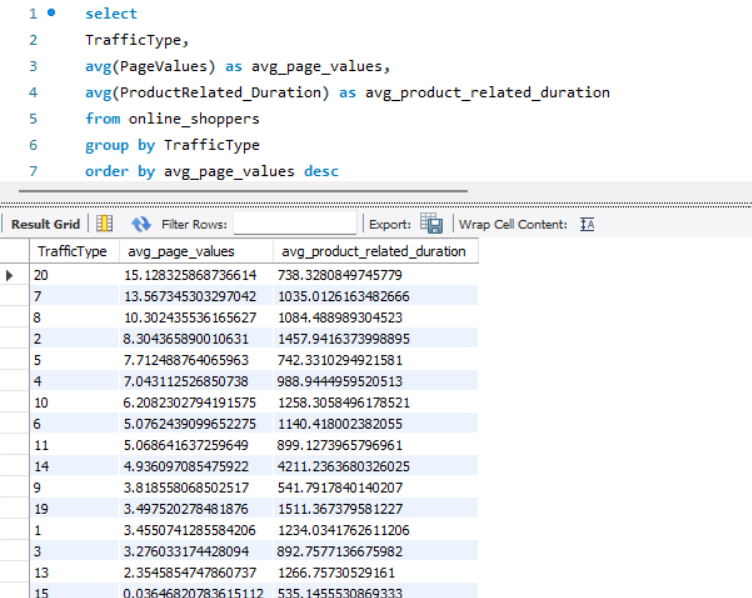 1 select
2 TrafficType,
3 avg(PageValues) as avg_page_values,
4 avg(ProductRelated_Duration) as avg_product_related_duration
5 from online_shoppers
6 group by TrafficType
7 order by avg_page_values desc
Result Grid Filter Rows: Export: Wrap Cell Content: IA
TrafficType avg_page_values avg_product_related_duration
20 15.128325868736614 738.3280849745779
7 13.567345303297042 1035.0126163482666
8 10.302435536165627 1084.488989304523
2 8.304365890010631 1457.9416373998895
5 7.712488764065963 742.3310294921581
4 7.043112526850738 988.9444959520513
10 6.2082302794191575 1258.3058496178521
6 5.0762439099652275 1140.418002382055
11 5.068641637259649 899.1273965796961
14 4.936097085475922 4211.2363680326025
9 3.818558068502517 541.7917840140207
19 3.497520278481876 1511.367379581227
1 3.4550741285584206 1234.0341762611206
3 3.276033174428094 892.7577136675982
13 2.3545854747860737 1266.75730529161
15 0.03646820783615112 535.1455530869333